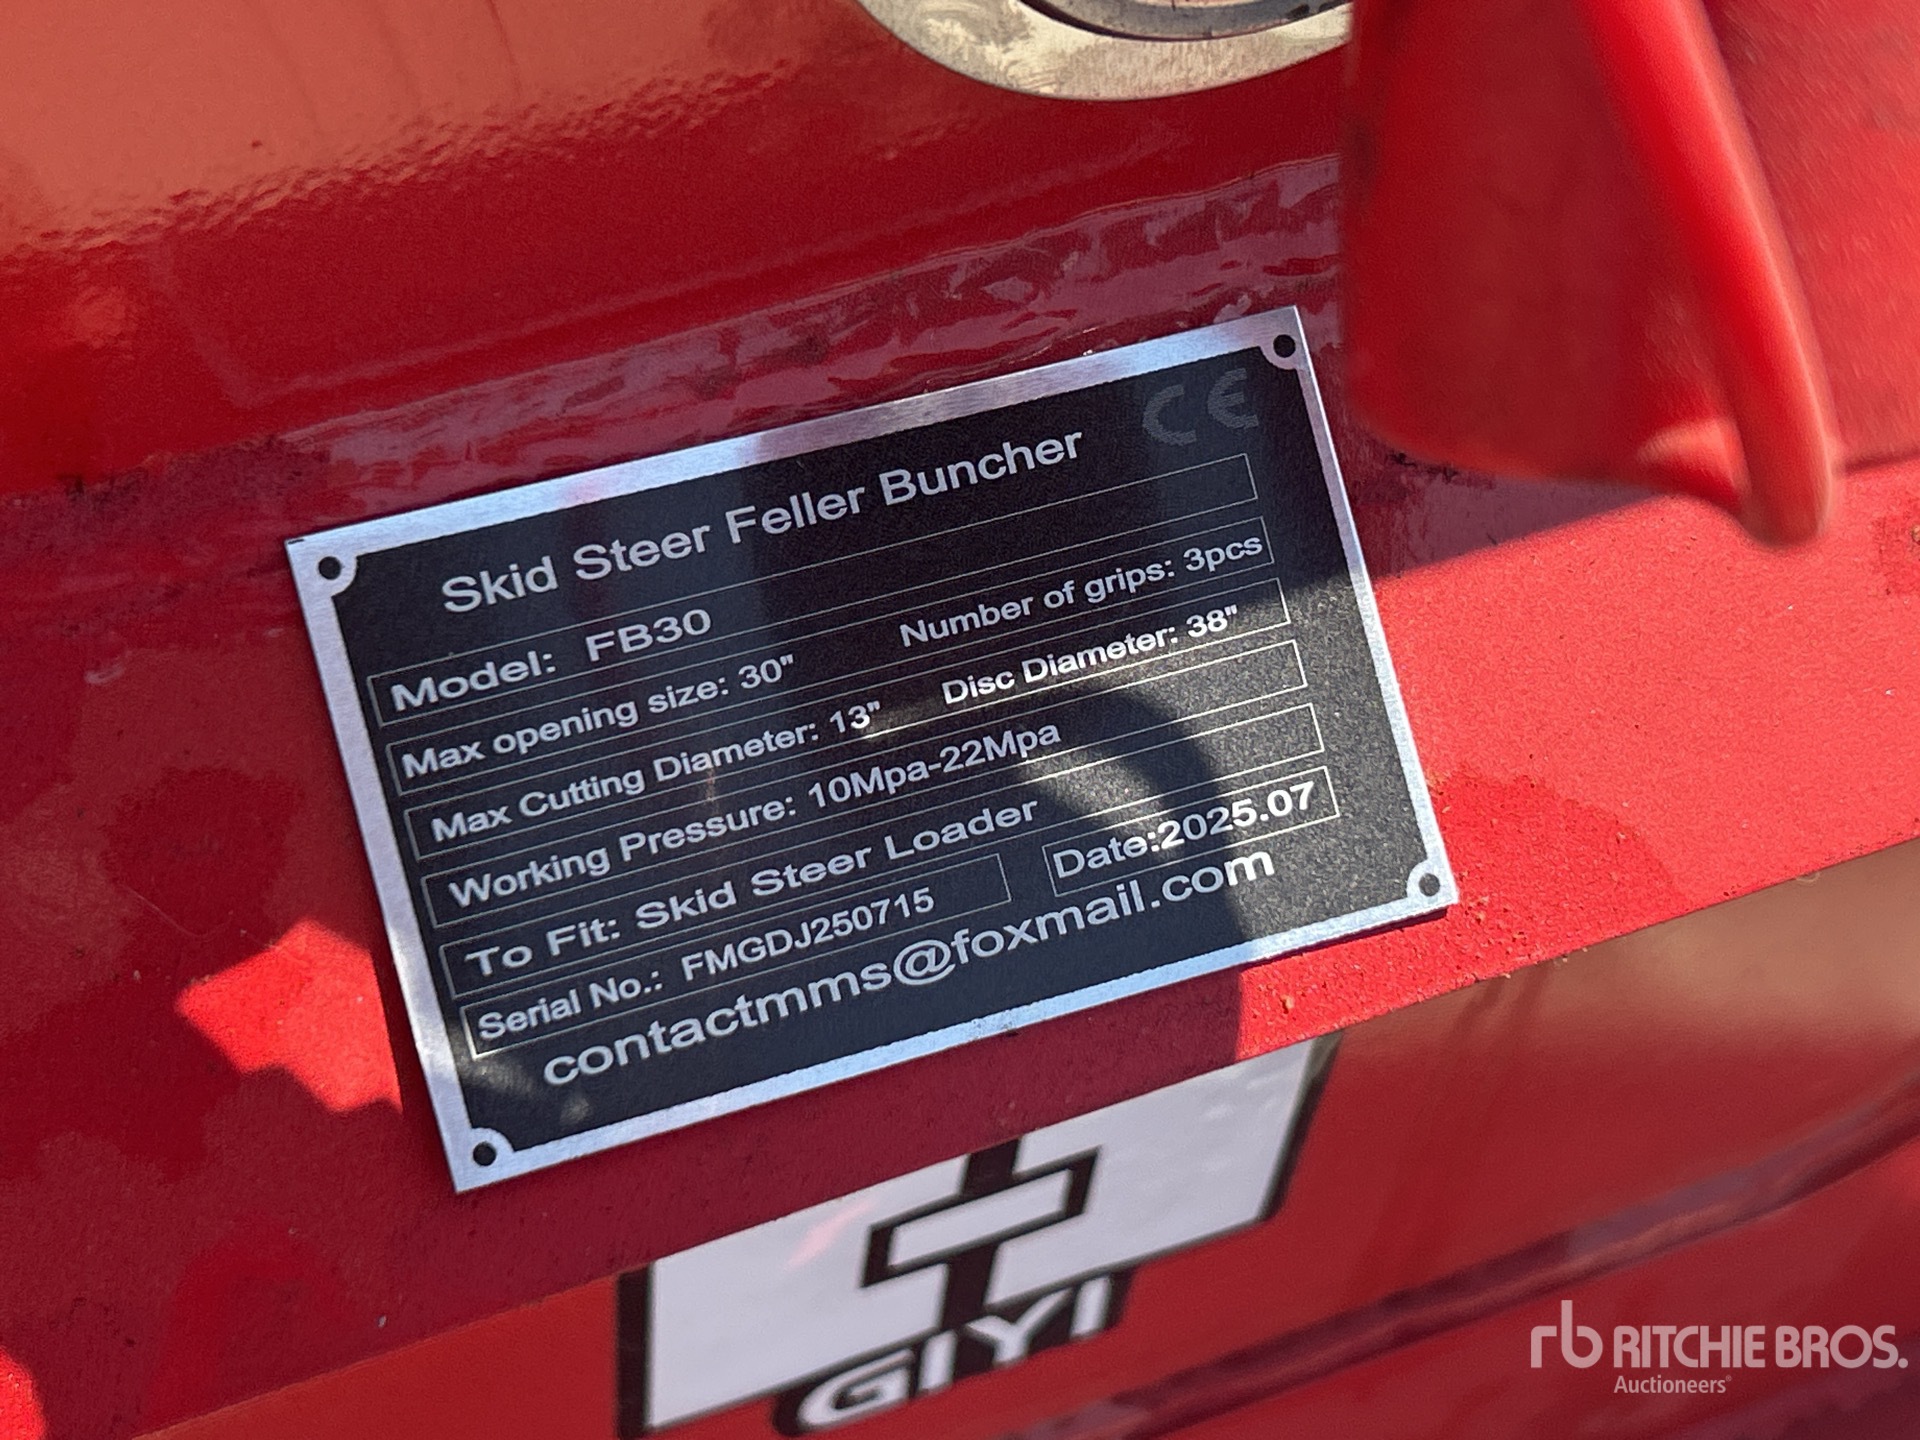 CE
Skid Steer Feller Buncher
Model: FB30
Max opening size: 30" Number of grips: 3pcs
Max Cutting Diameter: 13" Disc Diameter: 38"
Working Pressure: 10Mpa-22Mpa
To Fit: Skid Steer Loader
Serial No.: FMGDJ250715 Date:2025.07
contactmms@foxmail.com
GIYI
rb RITCHIE BROS.
Auctioneers®